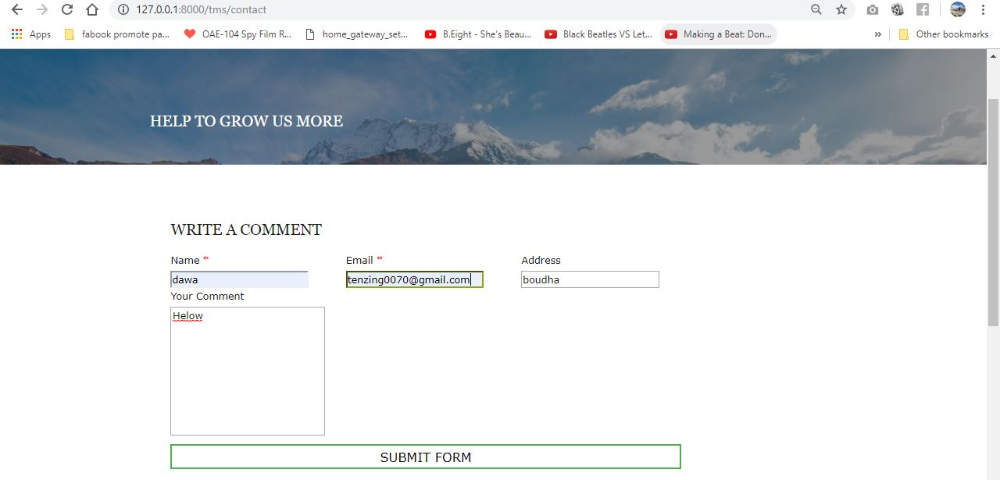 127.0.0.1:8000/tms/contact
Apps fabook promote pa... OAE-104 Spy Film R... home_gateway_set... B.Eight - She's Beau... Black Beatles VS Let... Making a Beat: Don... » Other bookmarks
HELP TO GROW US MORE
WRITE A COMMENT
Name * Email * Address
dawa tenzing0070@gmail.com boudha
Your Comment
Helow
SUBMIT FORM